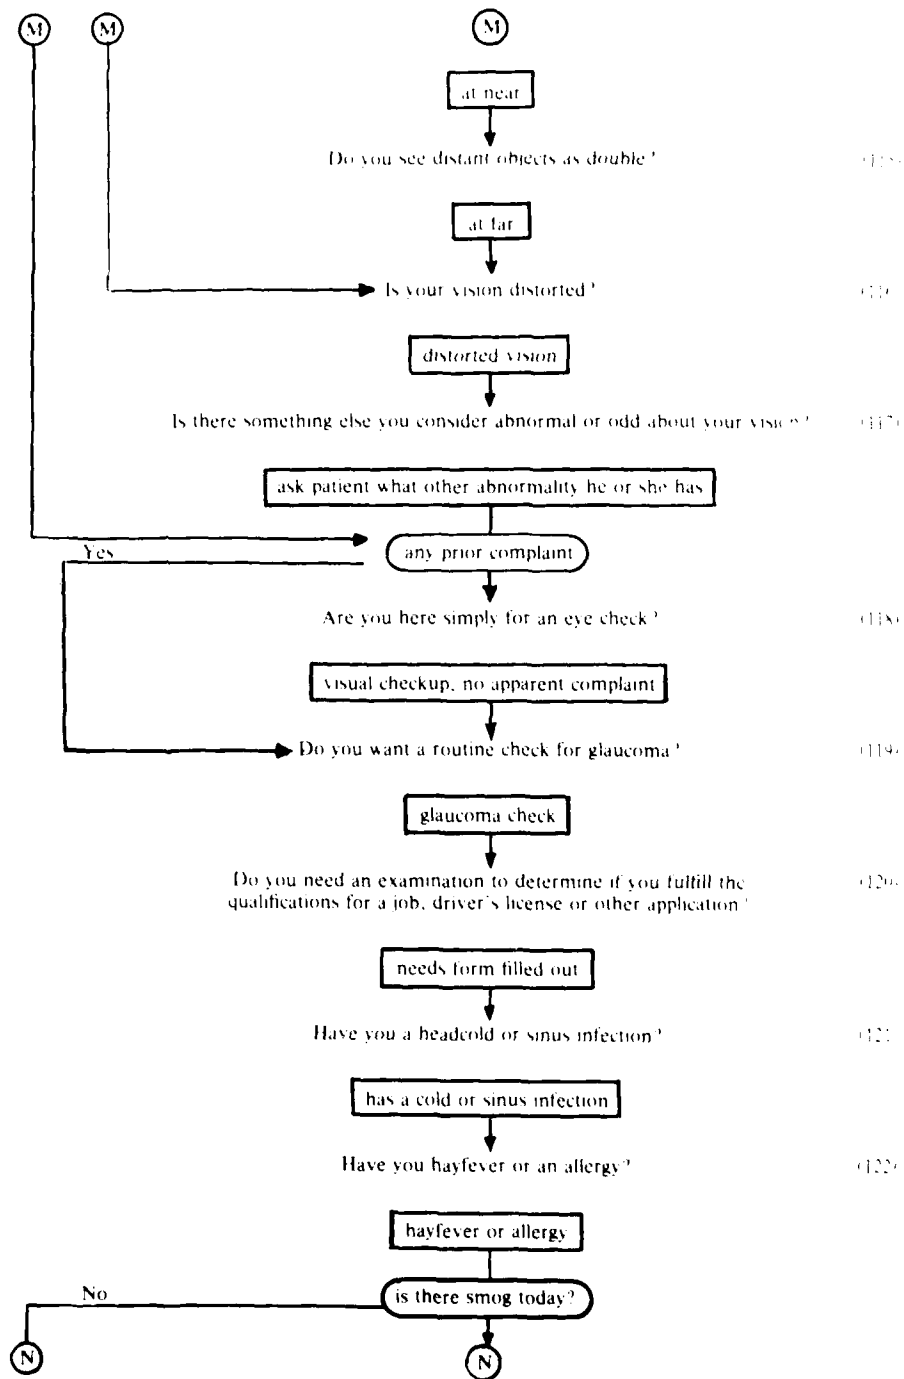 M M M
at near
Do you see distant objects as double?
at far
Is your vision distorted?
distorted vision
Is there something else you consider abnormal or odd about your vision? (117)
ask patient what other abnormality he or she has
Yes
any prior complaint
Are you here simply for an eye check? (118)
visual checkup, no apparent complaint
Do you want a routine check for glaucoma? (119)
glaucoma check
Do you need an examination to determine if you fulfill the (120)
qualifications for a job, driver's license or other application?
needs form filled out
Have you a headcold or sinus infection?
has a cold or sinus infection
Have you hayfever or an allergy? (122)
hayfever or allergy
No
is there smog today?
N N